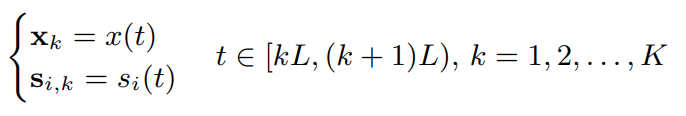 x_k = x(t)
s_{i,k} = s_i(t)
t ∈ [kL, (k + 1)L), k = 1, 2, . . . , K